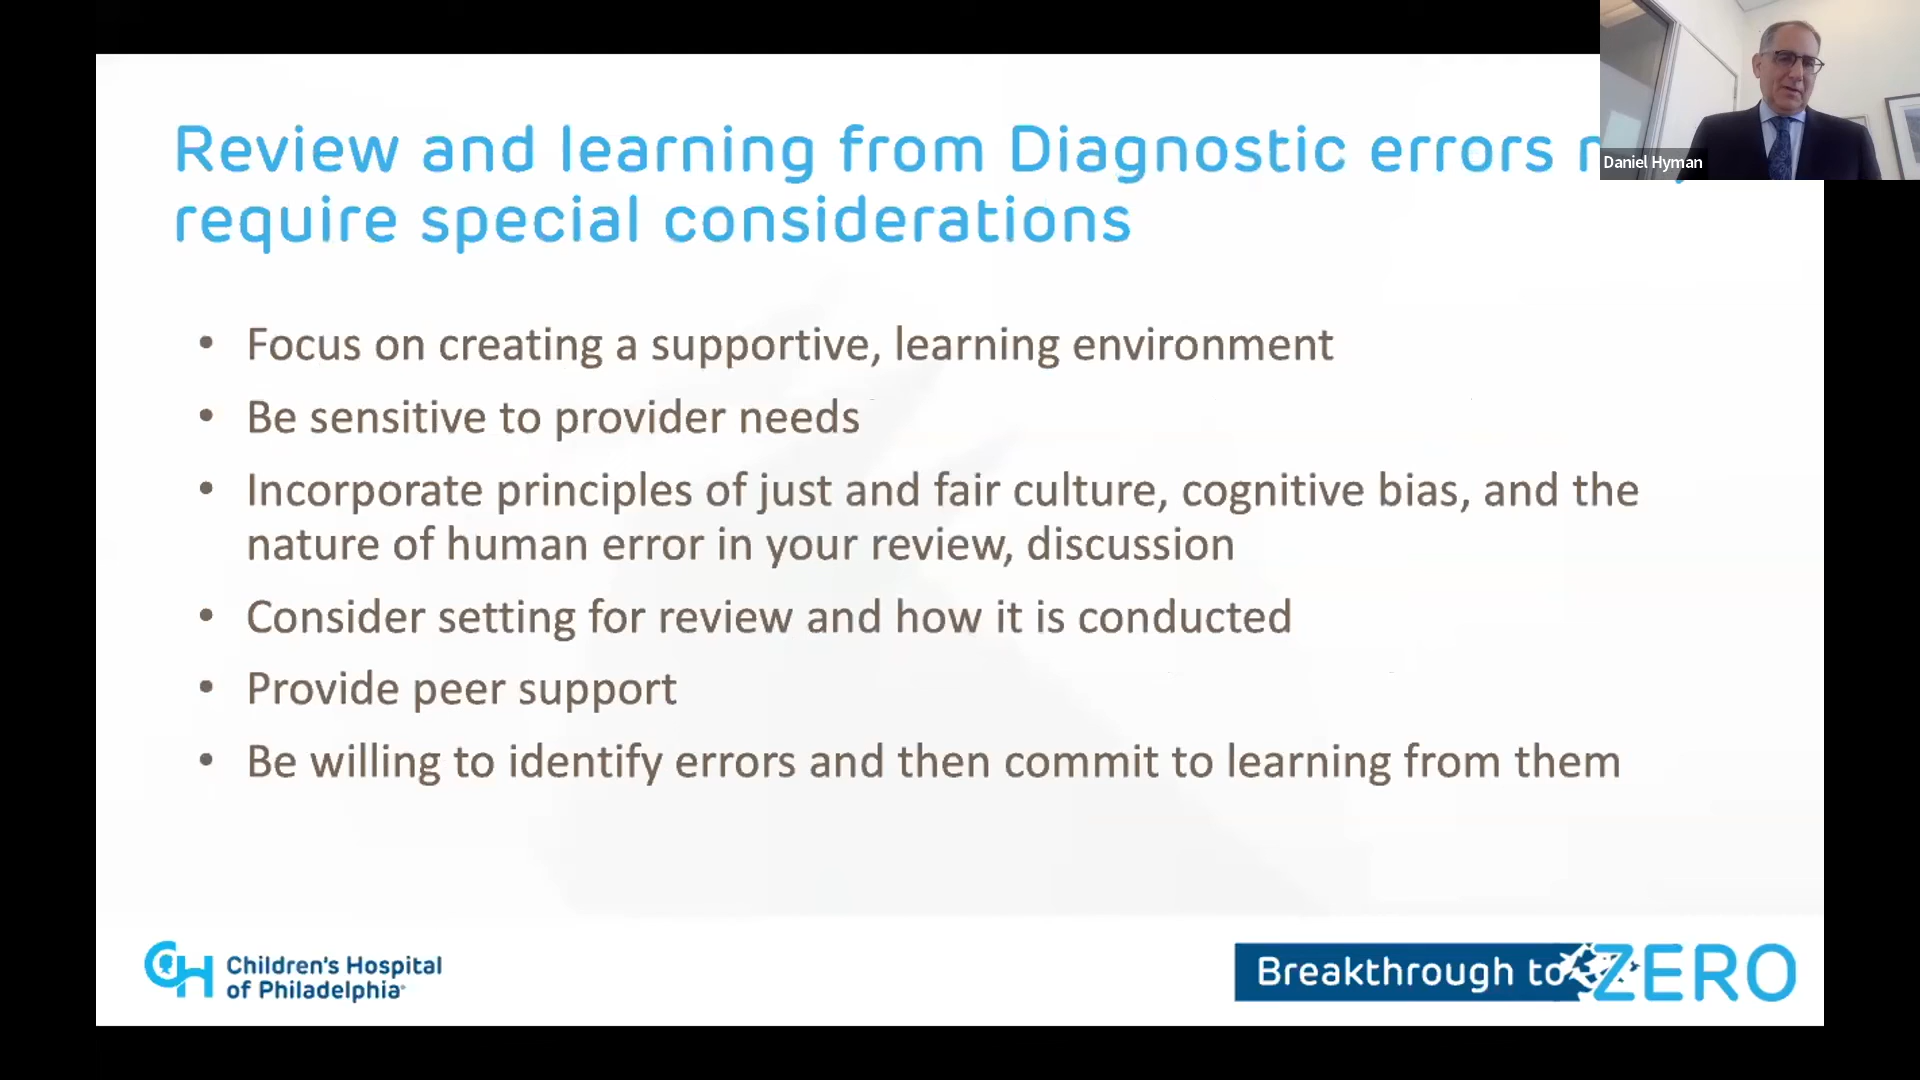 Review and learning from Diagnostic errors
require special considerations
Daniel Hyman
• Focus on creating a supportive, learning environment
• Be sensitive to provider needs
• Incorporate principles of just and fair culture, cognitive bias, and the
nature of human error in your review, discussion
• Consider setting for review and how it is conducted
• Provide peer support
• Be willing to identify errors and then commit to learning from them
CH
Children's Hospital
of Philadelphia
Breakthrough to ZERO